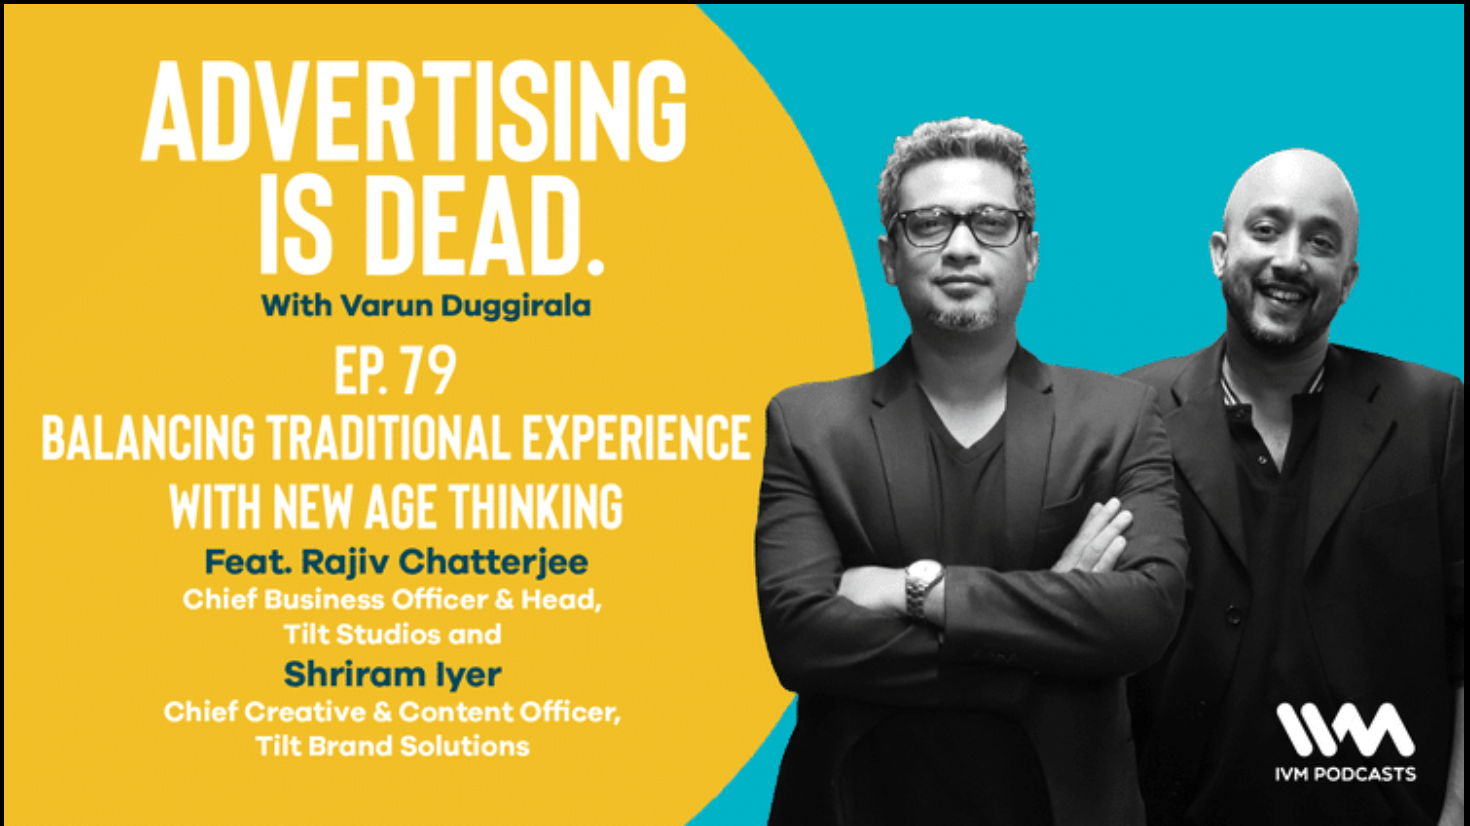 ADVERTISING
IS DEAD.
With Varun Duggirala
EP. 79
BALANCING TRADITIONAL EXPERIENCE
WITH NEW AGE THINKING
Feat. Rajiv Chatterjee
Chief Business Officer & Head,
Tilt Studios and
Shriram Iyer
Chief Creative & Content Officer,
Tilt Brand Solutions
IVM PODCASTS